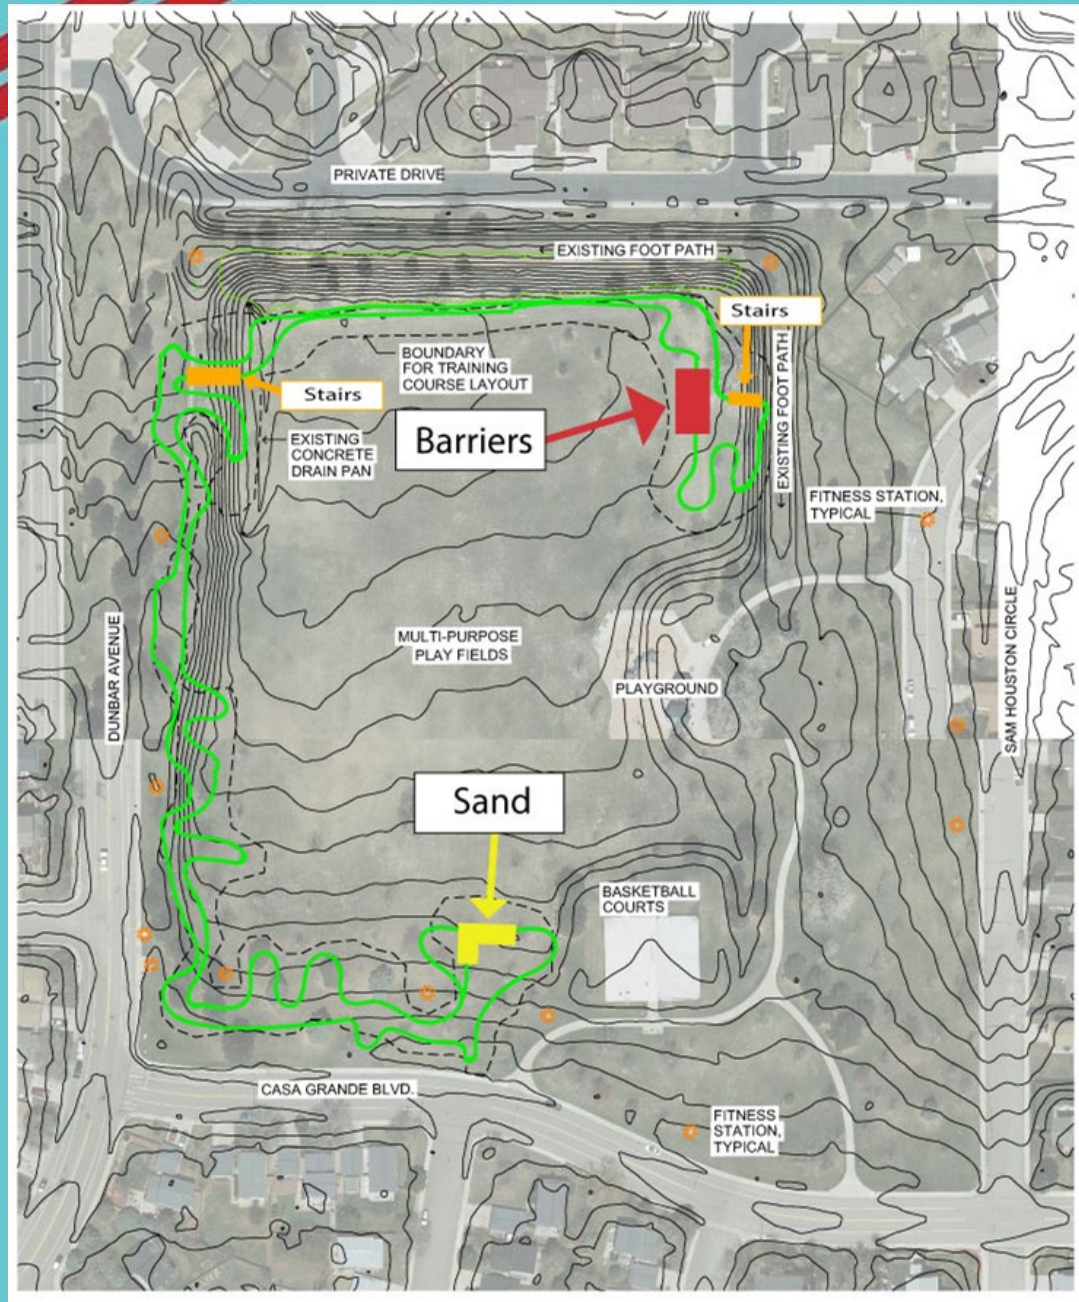 PRIVATE DRIVE
EXISTING FOOT PATH
Stairs
BOUNDARY
FOR TRAINING
COURSE LAYOUT
Stairs
EXISTING FOOT PATH
Barriers
EXISTING
CONCRETE
DRAIN PAN
FITNESS STATION,
TYPICAL
DUNBAR AVENUE
MULTI-PURPOSE
PLAY FIELDS
PLAYGROUND
SAM HOUSTON CIRCLE
Sand
BASKETBALL
COURTS
CASA GRANDE BLVD.
FITNESS
STATION,
TYPICAL